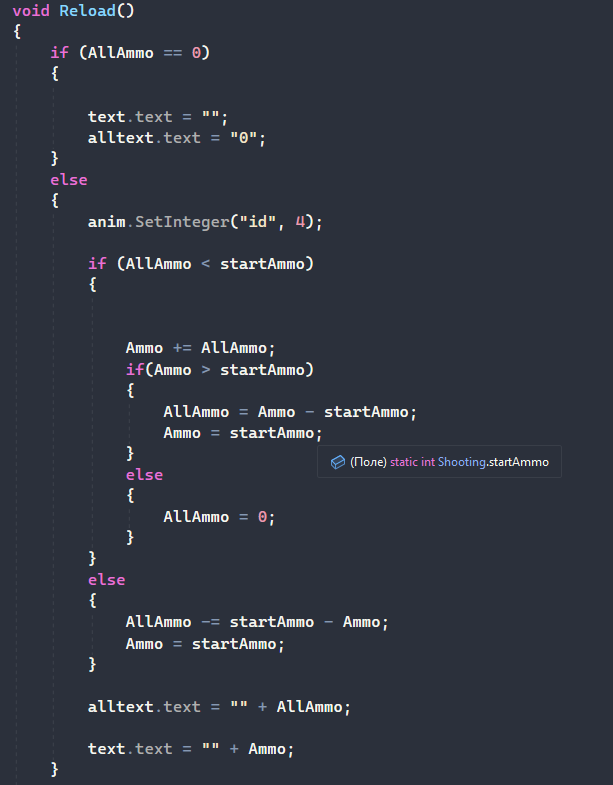 void Reload()
{
if (AllAmmo == 0)
{
text.text = "";
alltext.text = "0";
}
else
{
anim.SetInteger("id", 4);
if (AllAmmo < startAmmo)
{
Ammo += AllAmmo;
if(Ammo > startAmmo)
{
AllAmmo = Ammo - startAmmo;
Ammo = startAmmo;
}
(Поле) static int Shooting.startAmmo
else
{
AllAmmo = 0;
}
}
else
{
AllAmmo -= startAmmo - Ammo;
Ammo = startAmmo;
}
alltext.text = "" + AllAmmo;
text.text = "" + Ammo;
}